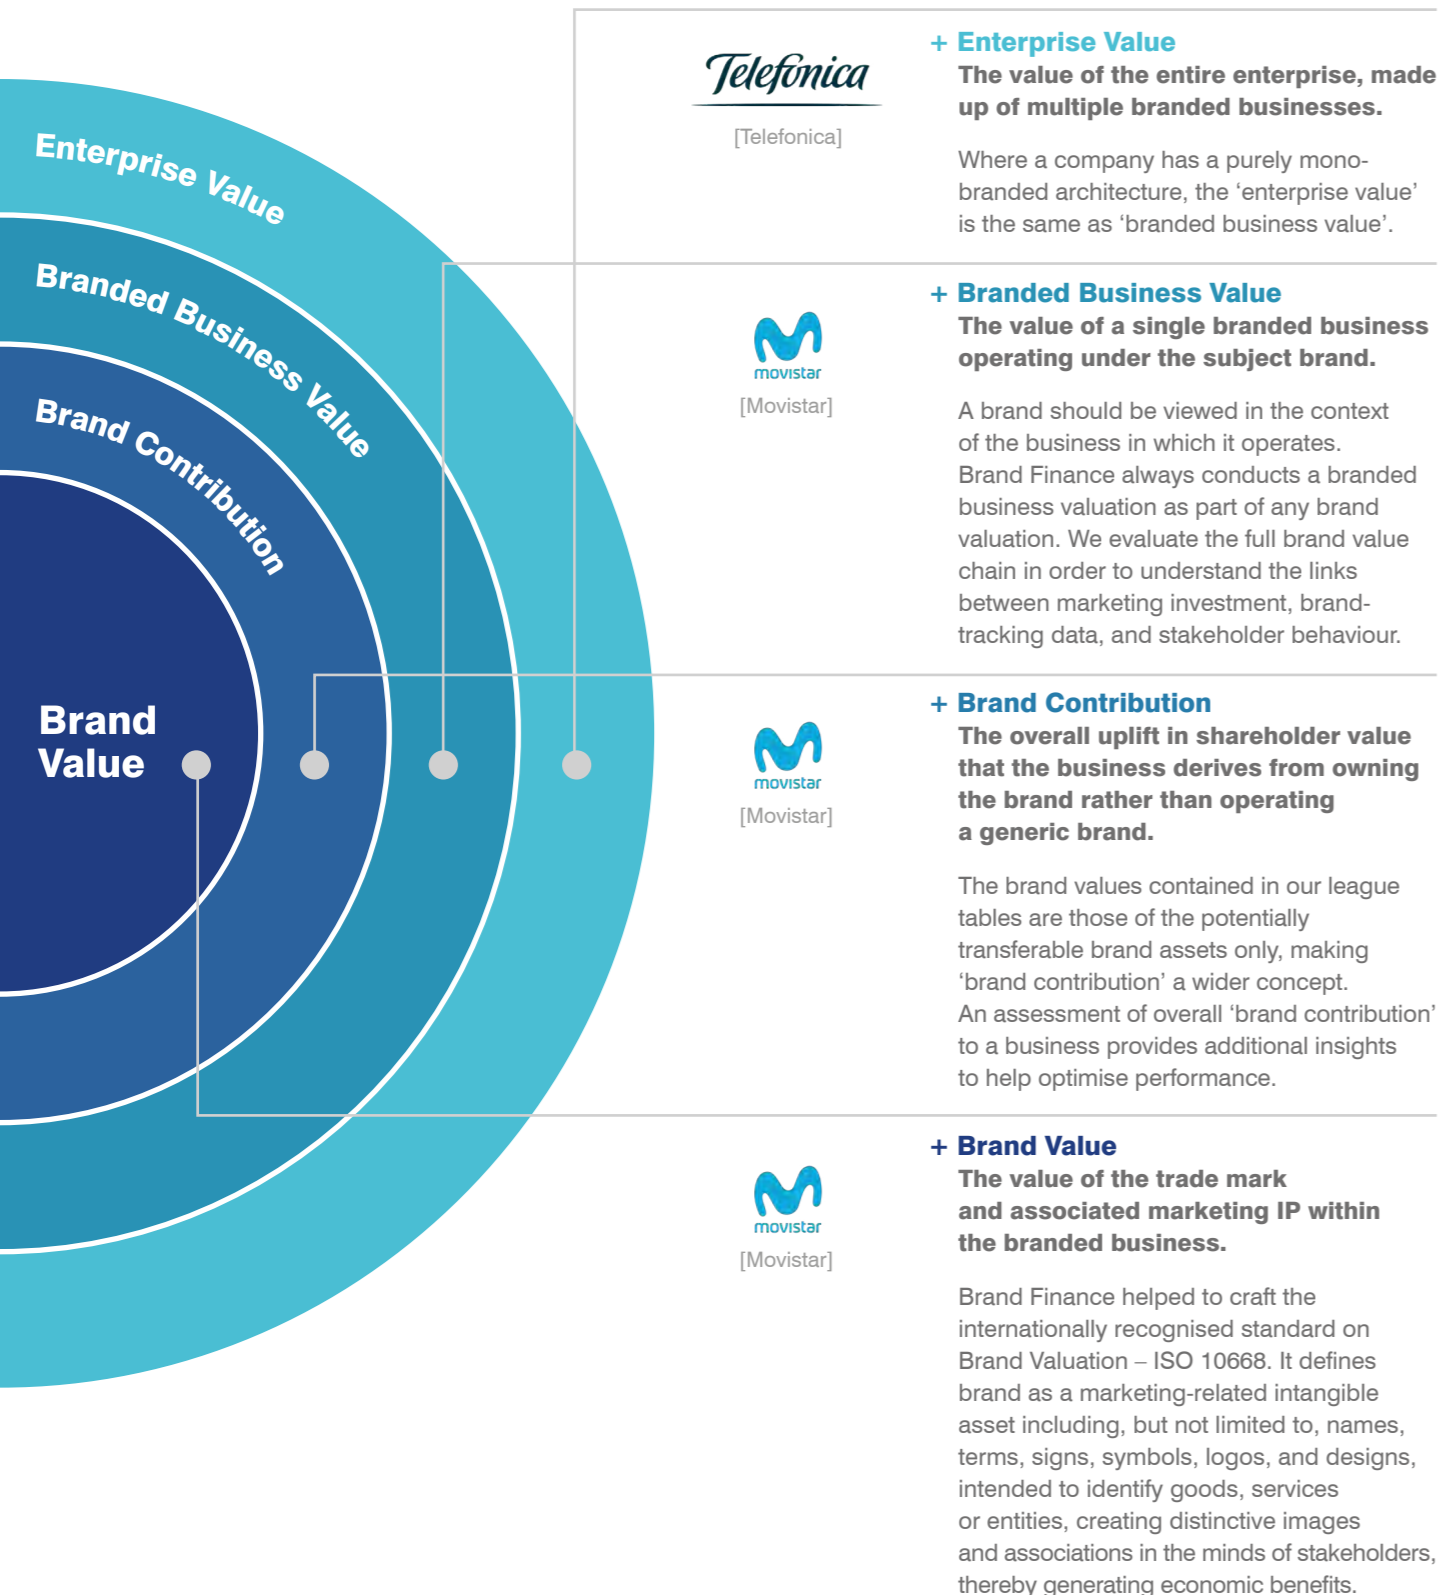 Enterprise Value
Branded Business Value
Brand Contribution
Brand
Value
Telefonica
[Telefonica]
+ Enterprise Value
The value of the entire enterprise, made
up of multiple branded businesses.
Where a company has a purely mono-
branded architecture, the ‘enterprise value’
is the same as ‘branded business value’.
movistar
[Movistar]
+ Branded Business Value
The value of a single branded business
operating under the subject brand.
A brand should be viewed in the context
of the business in which it operates.
Brand Finance always conducts a branded
business valuation as part of any brand
valuation. We evaluate the full brand value
chain in order to understand the links
between marketing investment, brand-
tracking data, and stakeholder behaviour.
movistar
[Movistar]
+ Brand Contribution
The overall uplift in shareholder value
that the business derives from owning
the brand rather than operating
a generic brand.
The brand values contained in our league
tables are those of the potentially
transferable brand assets only, making
‘brand contribution’ a wider concept.
An assessment of overall ‘brand contribution’
to a business provides additional insights
to help optimise performance.
movistar
[Movistar]
+ Brand Value
The value of the trade mark
and associated marketing IP within
the branded business.
Brand Finance helped to craft the
internationally recognised standard on
Brand Valuation – ISO 10668. It defines
brand as a marketing-related intangible
asset including, but not limited to, names,
terms, signs, symbols, logos, and designs,
intended to identify goods, services
or entities, creating distinctive images
and associations in the minds of stakeholders,
thereby generating economic benefits.